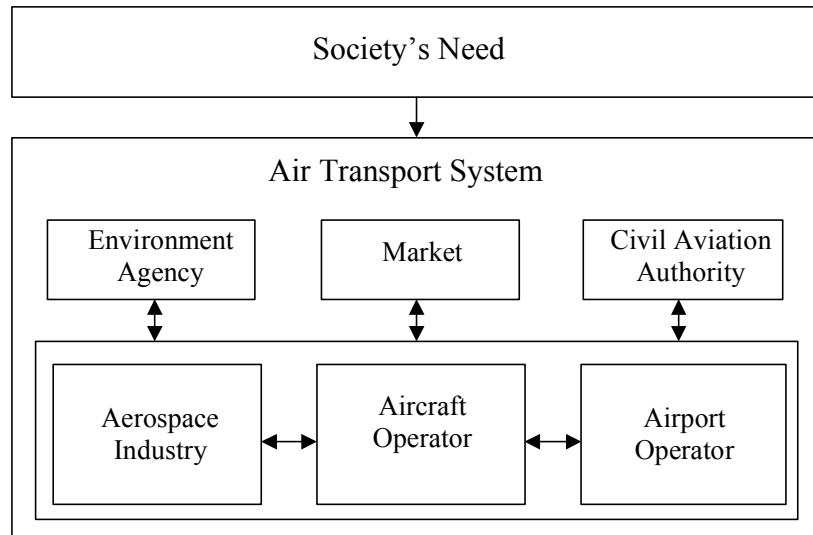 Society’s Need
Air Transport System
Environment
Agency
Market
Civil Aviation
Authority
Aerospace
Industry
Aircraft
Operator
Airport
Operator